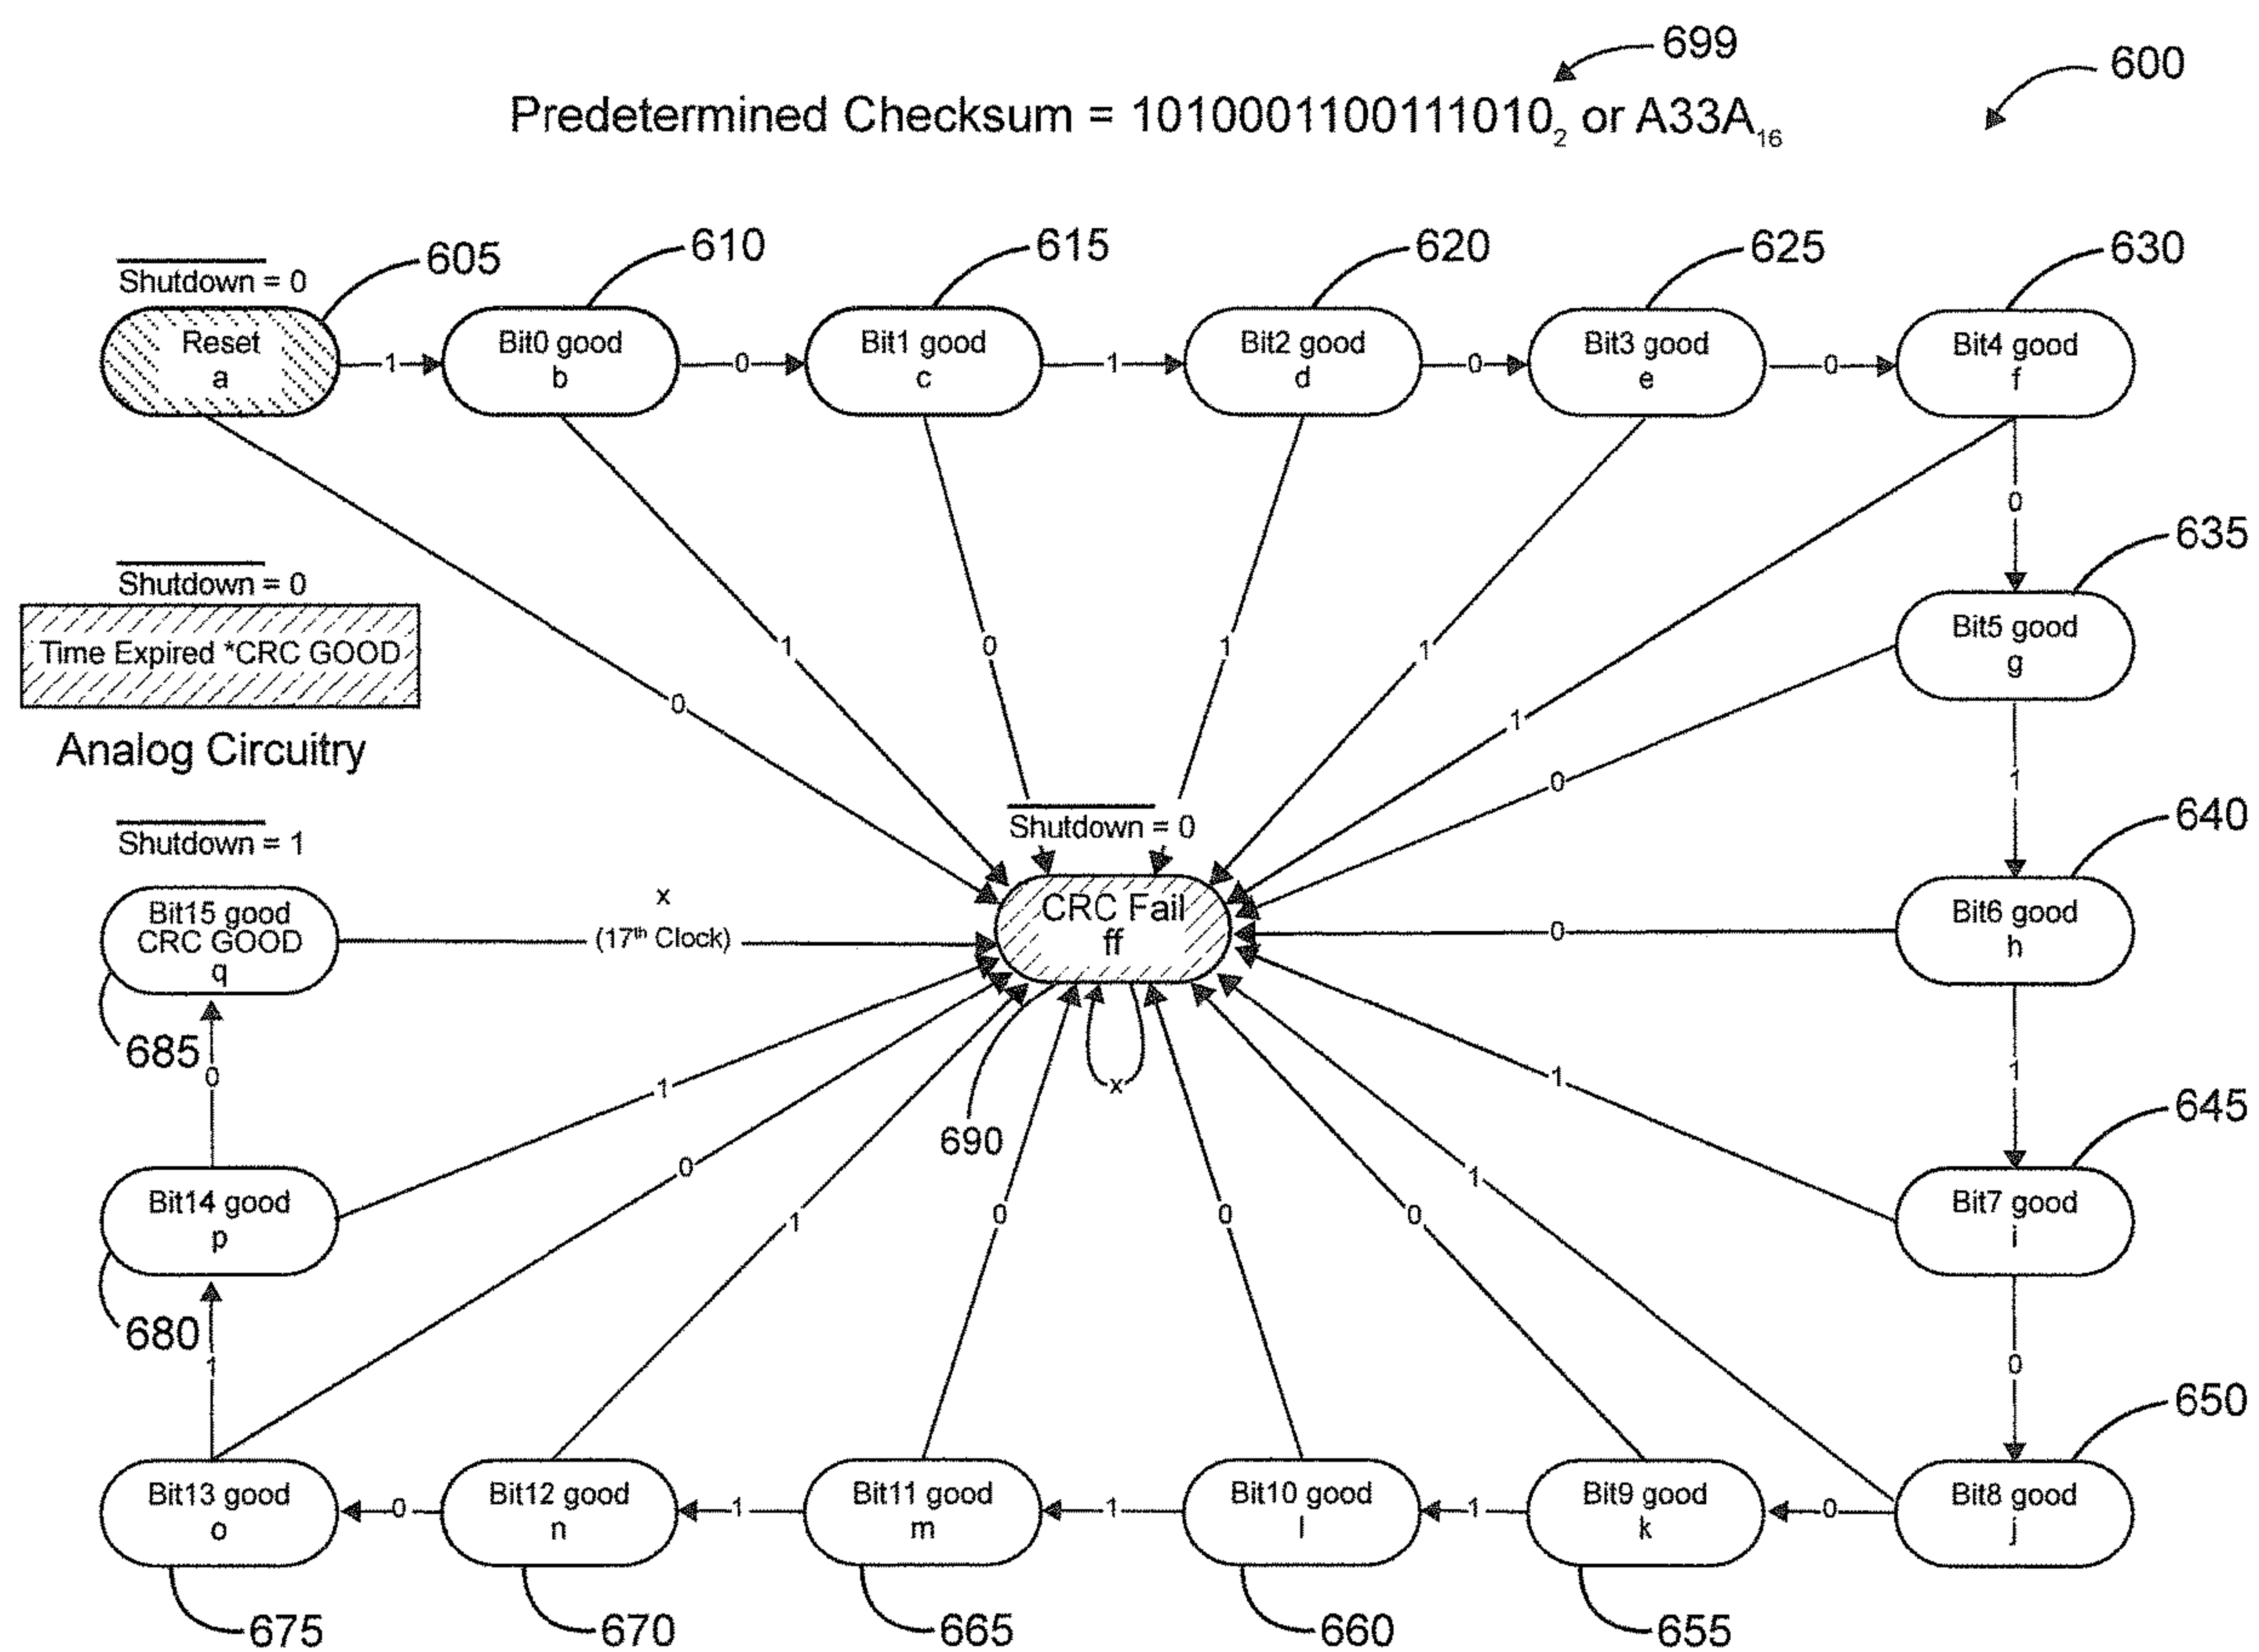 699
600
Predetermined Checksum = 1010001100111010₂ or A33A₁₆
605
610
615
620
625
630
Shutdown = 0
Reset
a
1
Bit0 good
b
0
Bit1 good
c
1
Bit2 good
d
0
Bit3 good
e
0
Bit4 good
f
0
635
Shutdown = 0
Time Expired *CRC GOOD
Analog Circuitry
Bit5 good
g
1
0
1
1
0
1
0
1
0
640
Shutdown = 0
CRC Fail
ff
x
690
Shutdown = 1
Bit15 good
CRC GOOD
q
x
(17th Clock)
685
0
Bit6 good
h
0
1
645
Bit14 good
p
1
680
1
Bit7 good
i
1
0
650
0
1
0
0
0
1
Bit13 good
o
0
Bit12 good
n
1
Bit11 good
m
1
Bit10 good
l
1
Bit9 good
k
0
Bit8 good
j
675
670
665
660
655